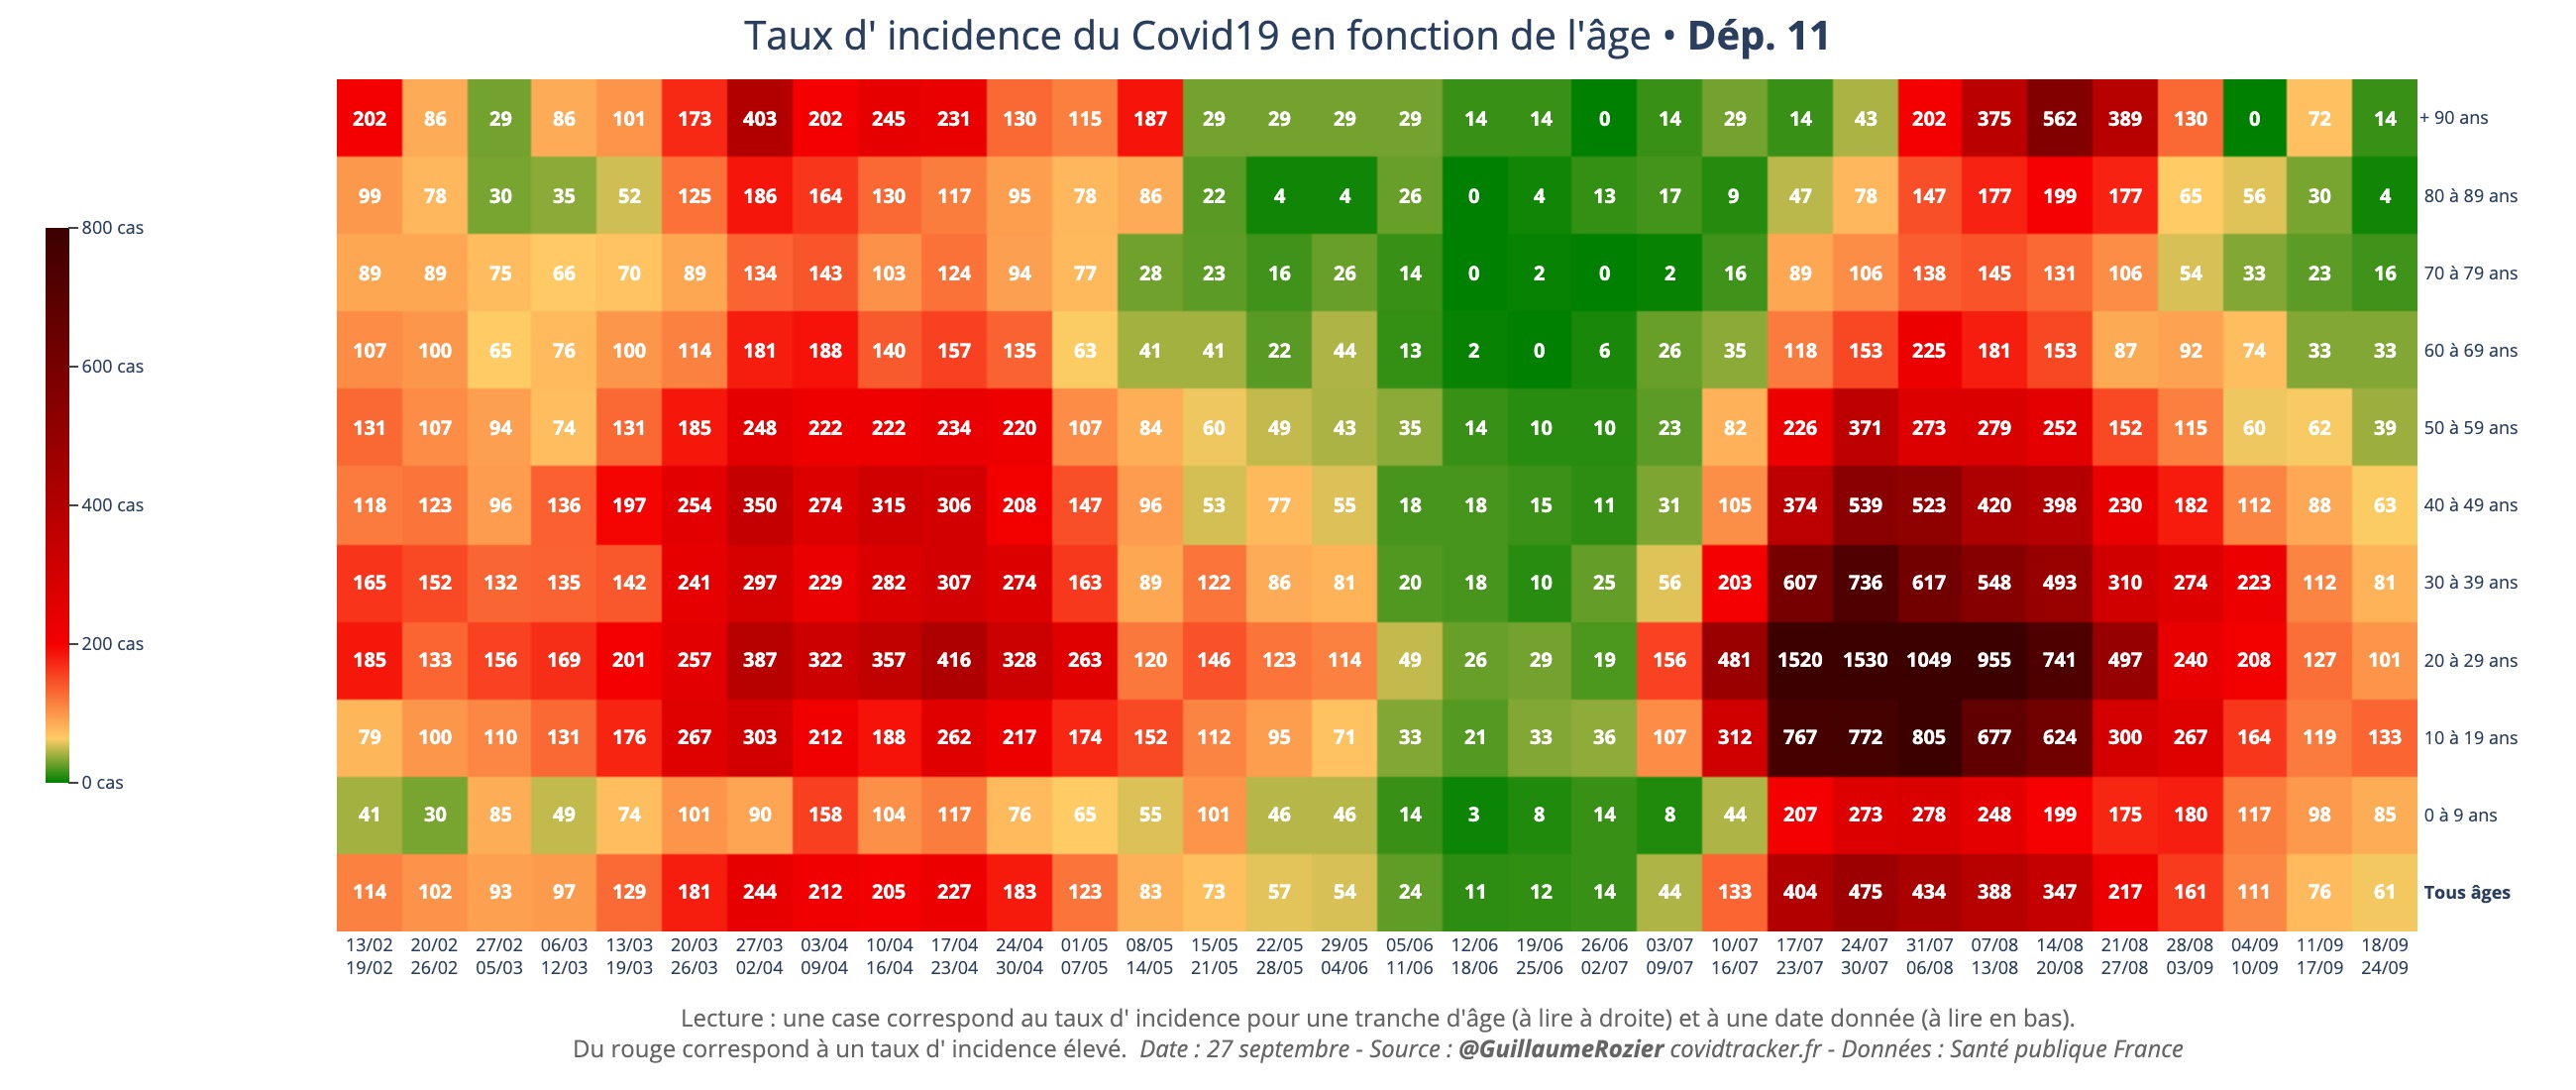 Taux d' incidence du Covid19 en fonction de l'âge • Dép. 11
800 cas
600 cas
400 cas
200 cas
0 cas
202 86 29 86 101 173 403 202 245 231 130 115 187 29 29 29 29 14 14 0 14 29 14 43 202 375 562 389 130 0 72 14 + 90 ans
99 78 30 35 52 125 186 164 130 117 95 78 86 22 4 4 26 0 4 13 17 9 47 78 147 177 199 177 65 56 30 4 80 à 89 ans
89 89 75 66 70 89 134 143 103 124 94 77 28 23 16 26 14 0 2 0 2 16 89 106 138 145 131 106 54 33 23 16 70 à 79 ans
107 100 65 76 100 114 181 188 140 157 135 63 41 41 22 44 13 2 0 6 26 35 118 153 225 181 153 87 92 74 33 33 60 à 69 ans
131 107 94 74 131 185 248 222 222 234 220 107 84 60 49 43 35 14 10 10 23 82 226 371 273 279 252 152 115 60 62 39 50 à 59 ans
118 123 96 136 197 254 350 274 315 306 208 147 96 53 77 55 18 18 15 11 31 105 374 539 523 420 398 230 182 112 88 63 40 à 49 ans
165 152 132 135 142 241 297 229 282 307 274 163 89 122 86 81 20 18 10 25 56 203 607 736 617 548 493 310 274 223 112 81 30 à 39 ans
185 133 156 169 201 257 387 322 357 416 328 263 120 146 123 114 49 26 29 19 156 481 1520 1530 1049 955 741 497 240 208 127 101 20 à 29 ans
79 100 110 131 176 267 303 212 188 262 217 174 152 112 95 71 33 21 33 36 107 312 767 772 805 677 624 300 267 164 119 133 10 à 19 ans
41 30 85 49 74 101 90 158 104 117 76 65 55 101 46 46 14 3 8 14 8 44 207 273 278 248 199 175 180 117 98 85 0 à 9 ans
114 102 93 97 129 181 244 212 205 227 183 123 83 73 57 54 24 11 12 14 44 133 404 475 434 388 347 217 161 111 76 61 Tous âges
13/02 20/02 27/02 06/03 13/03 20/03 27/03 03/04 10/04 17/04 24/04 01/05 08/05 15/05 22/05 29/05 05/06 12/06 19/06 26/06 03/07 10/07 17/07 24/07 31/07 07/08 14/08 21/08 28/08 04/09 11/09 18/09
19/02 26/02 05/03 12/03 19/03 26/03 02/04 09/04 16/04 23/04 30/04 07/05 14/05 21/05 28/05 04/06 11/06 18/06 25/06 02/07 09/07 16/07 23/07 30/07 06/08 13/08 20/08 27/08 03/09 10/09 17/09 24/09
Lecture : une case correspond au taux d' incidence pour une tranche d'âge (à lire à droite) et à une date donnée (à lire en bas).
Du rouge correspond à un taux d' incidence élevé. Date : 27 septembre - Source : @GuillaumeRozier covidtracker.fr - Données : Santé publique France